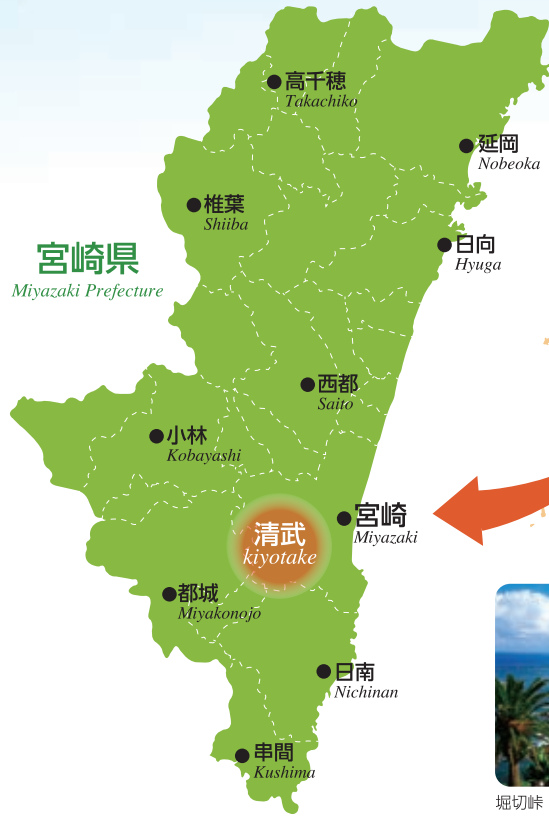 高千穂
Takachiko
延岡
Nobeoka
椎葉
Shiiba
日向
Hyuga
宮崎県
Miyazaki Prefecture
西都
Saito
小林
Kobayashi
宮崎
Miyazaki
清武
kiyotake
都城
Miyakonojo
日南
Nichinan
串間
Kushima
堀切峠